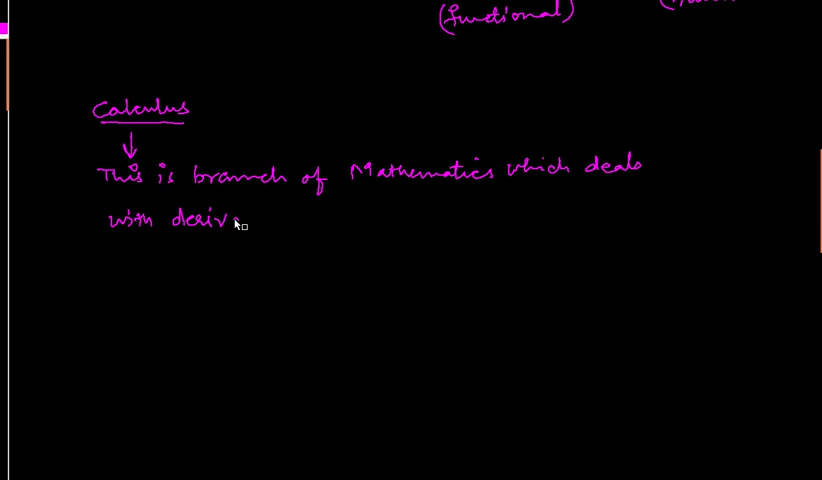 (functional)
Calculus
This is branch of Mathematics which deals
with deriv